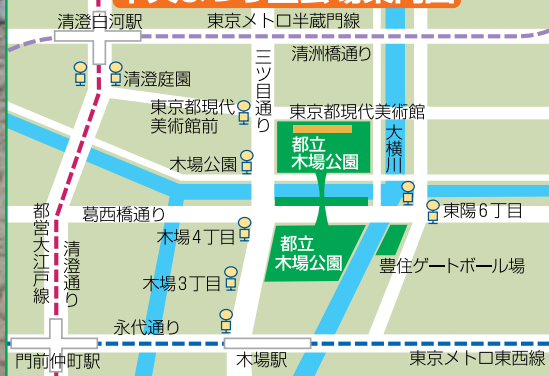 清澄白河駅
東京メトロ半蔵門線
清洲橋通り
三ツ目通り
清澄庭園
東京都現代
美術館前
東京都現代美術館
大横川
都立
木場公園
木場公園
東陽6丁目
葛西橋通り
都営大江戸線
清澄通り
木場4丁目
都立
木場公園
豊住ゲートボール場
木場3丁目
永代通り
門前仲町駅
木場駅
東京メトロ東西線